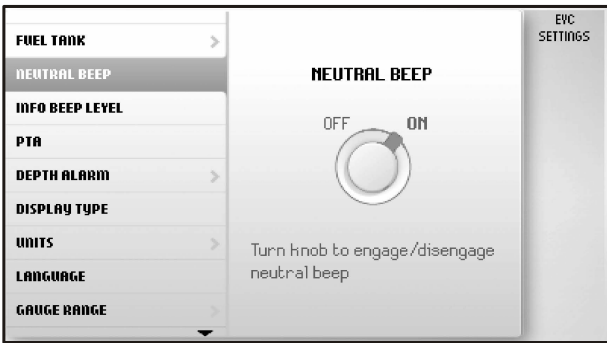 EVC
SETTINGS
FUEL TANK
NEUTRAL BEEP
INFO BEEP LEVEL
PTA
DEPTH ALARM
DISPLAY TYPE
UNITS
LANGUAGE
GAUGE RANGE
NEUTRAL BEEP
OFF ON
Turn knob to engage/disengage
neutral beep